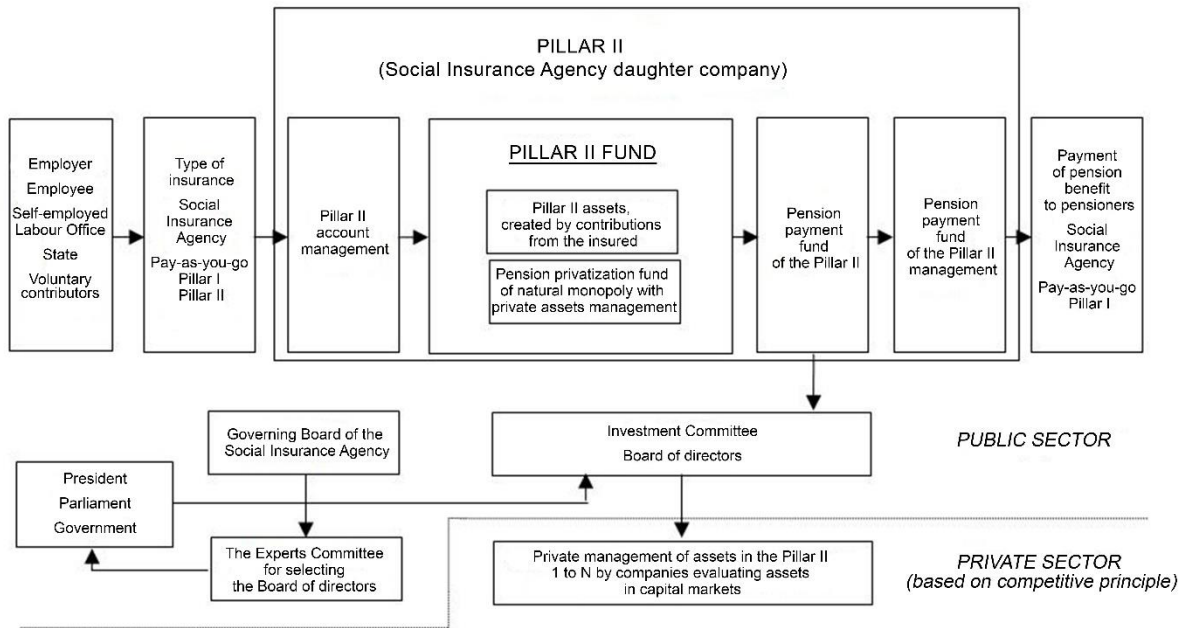 PILLAR II
(Social Insurance Agency daughter company)
Employer
Employee
Self-employed
Labour Office
State
Voluntary
contributors
Type of
insurance
Social
Insurance
Agency
Pay-as-you-go
Pillar I
Pillar II
Pillar II
account
management
PILLAR II FUND
Pillar II assets,
created by contributions
from the insured
Pension privatization fund
of natural monopoly with
private assets management
Pension
payment
fund
of the Pillar II
Pension
payment
fund
of the Pillar II
management
Payment
of pension
benefit
to pensioners
Social
Insurance
Agency
Pay-as-you-go
Pillar I
Governing Board of the
Social Insurance Agency
Investment Committee
Board of directors
PUBLIC SECTOR
President
Parliament
Government
The Experts Committee
for selecting
the Board of directors
Private management of assets in the Pillar II
1 to N by companies evaluating assets
in capital markets
PRIVATE SECTOR
(based on competitive principle)